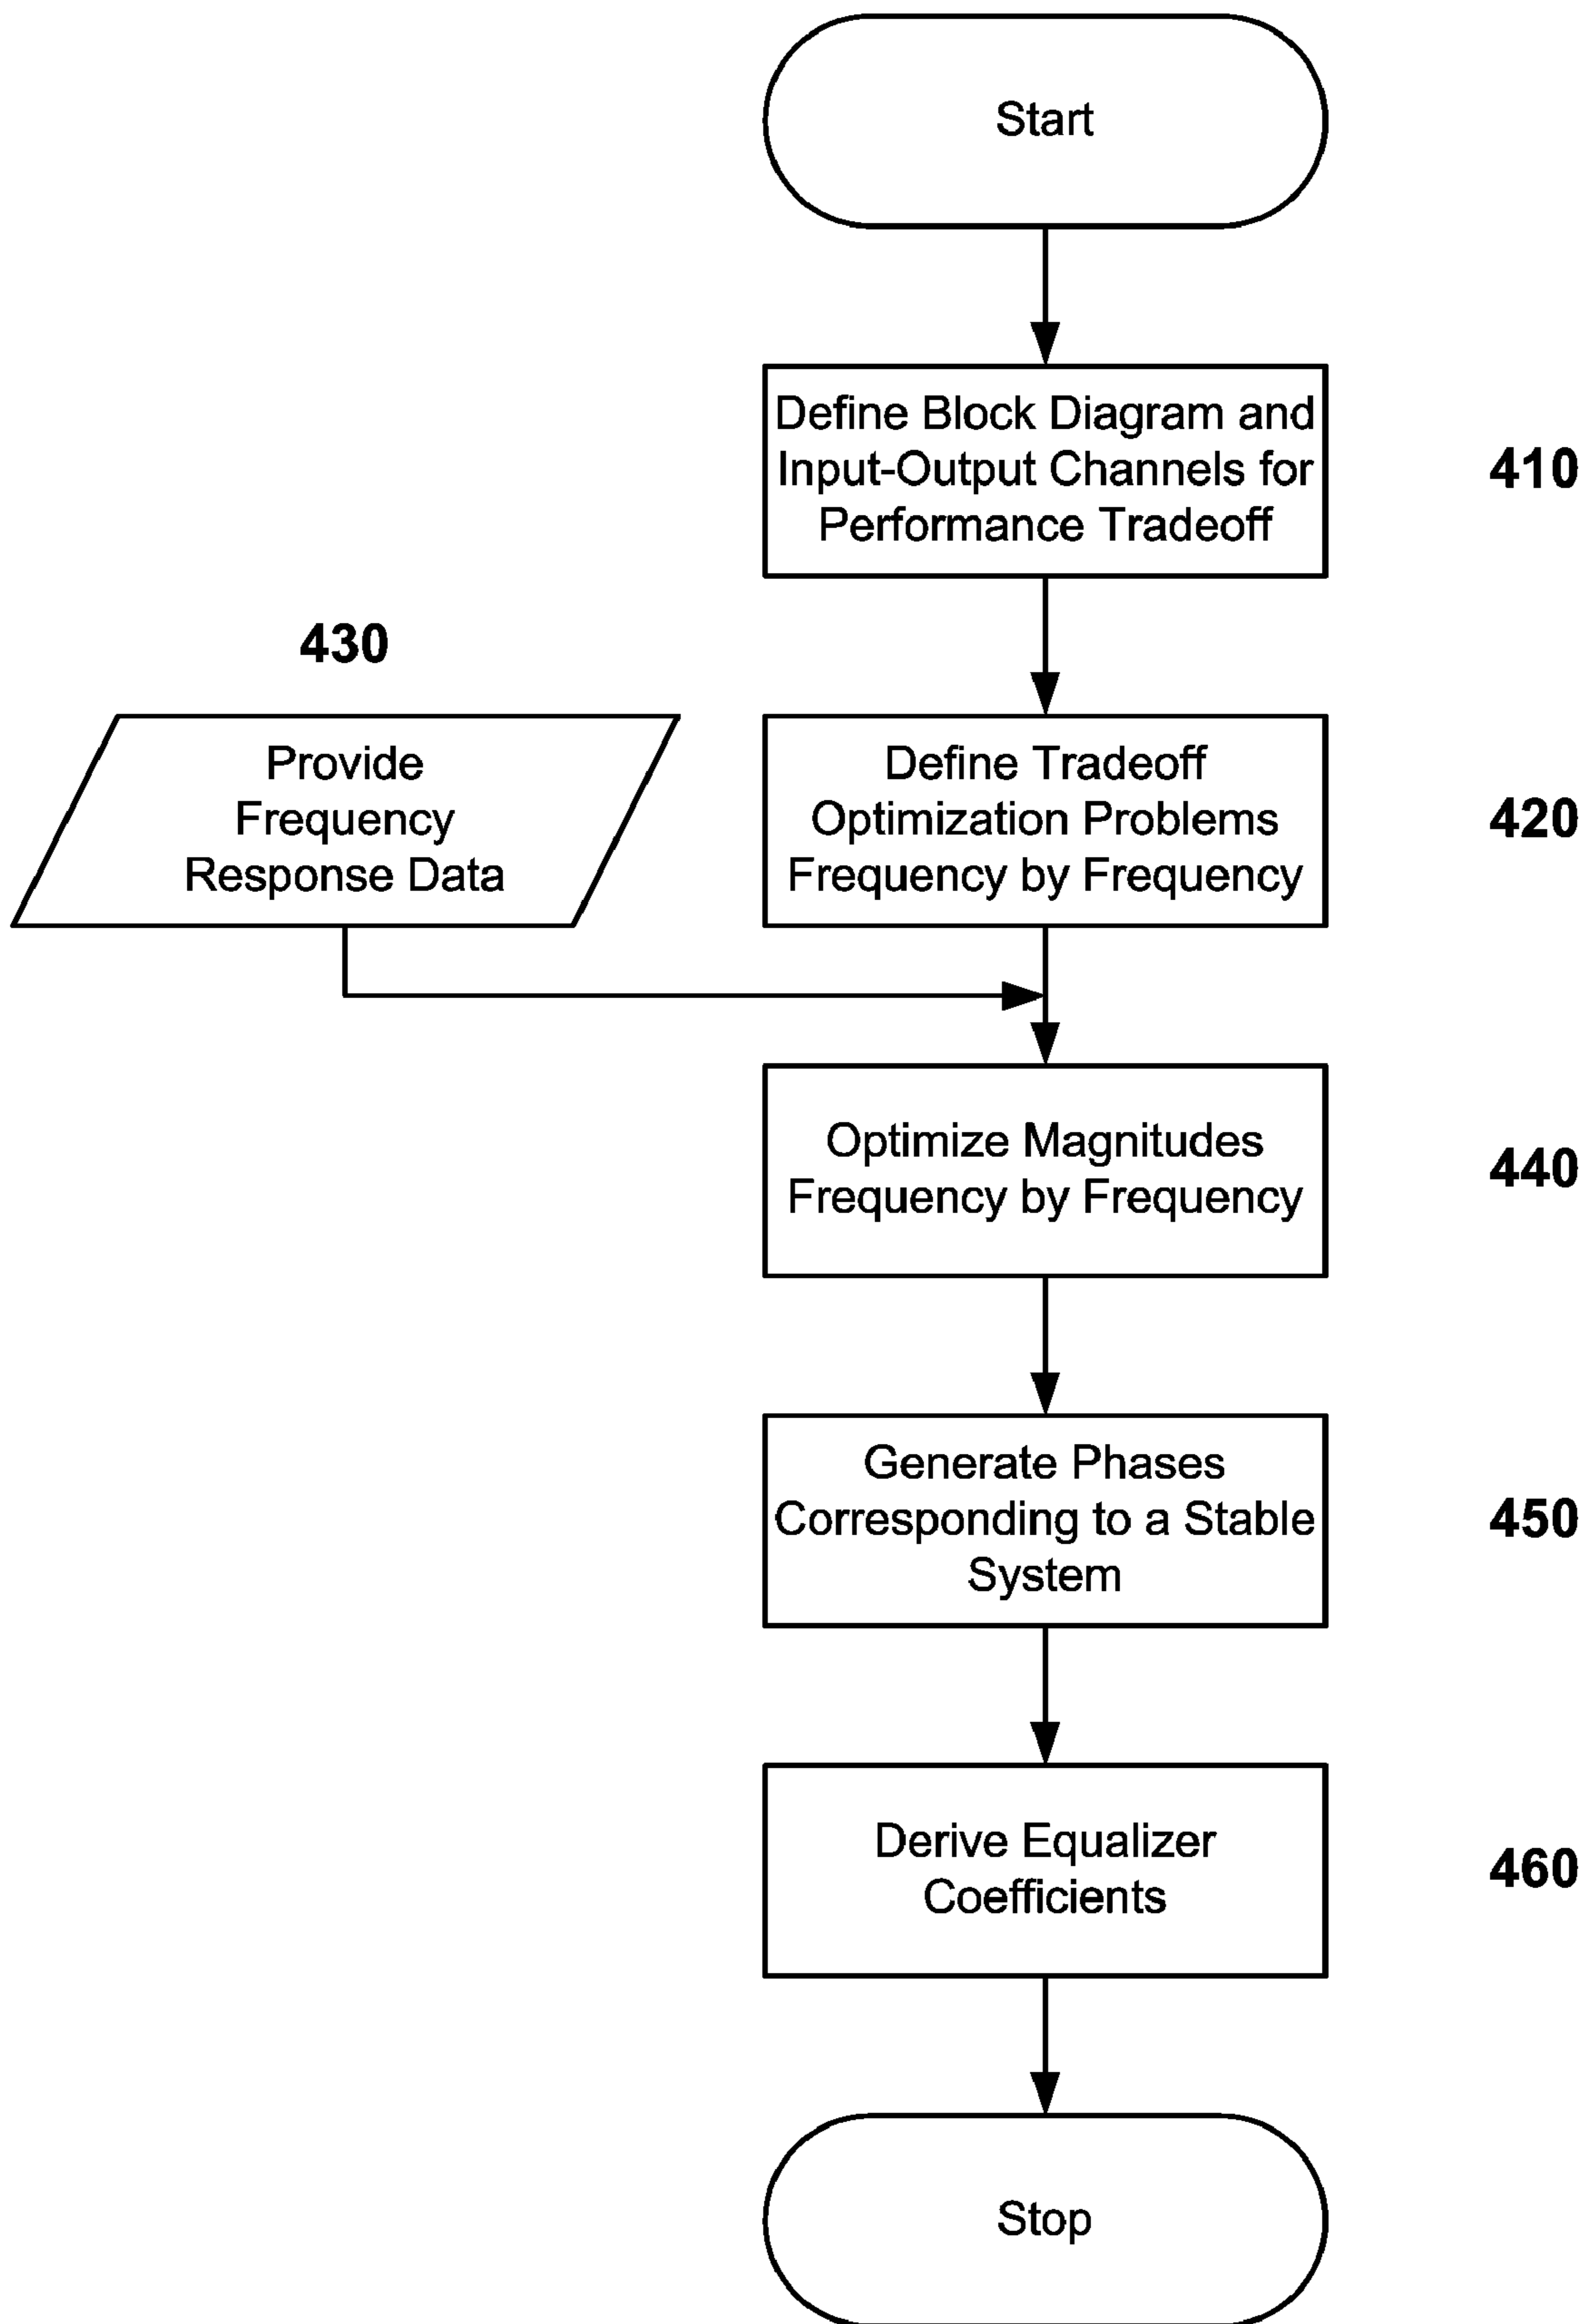 Start
Define Block Diagram and
Input-Output Channels for
Performance Tradeoff
410
430
Provide
Frequency
Response Data
Define Tradeoff
Optimization Problems
Frequency by Frequency
420
Optimize Magnitudes
Frequency by Frequency
440
Generate Phases
Corresponding to a Stable
System
450
Derive Equalizer
Coefficients
460
Stop